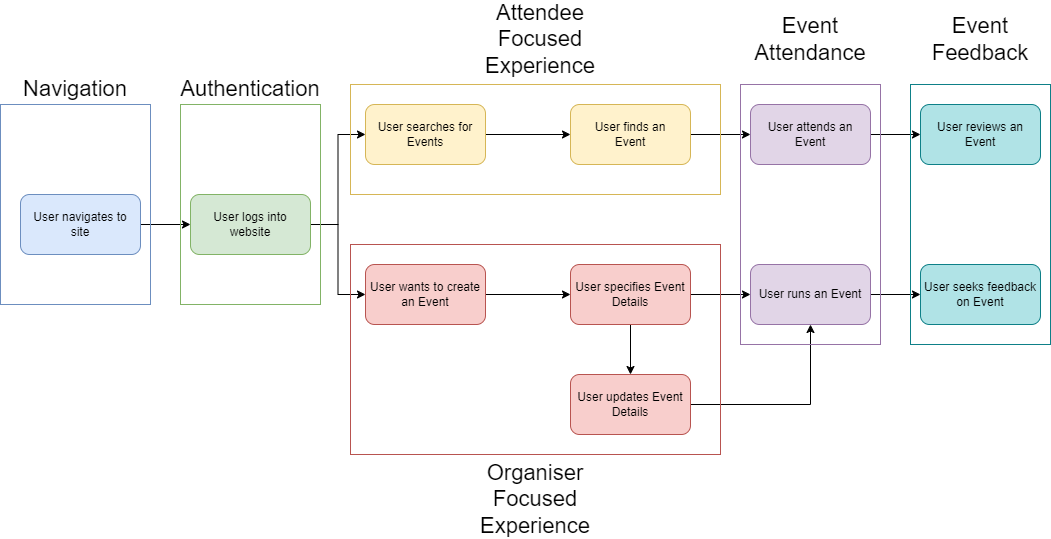 Navigation
User navigates to
site
Authentication
User logs into
website
Attendee
Focused
Experience
User searches for
Events
User finds an
Event
Organiser
Focused
Experience
User wants to create
an Event
User specifies Event
Details
User updates Event
Details
Event
Attendance
User attends an
Event
User runs an Event
Event
Feedback
User reviews an
Event
User seeks feedback
on Event